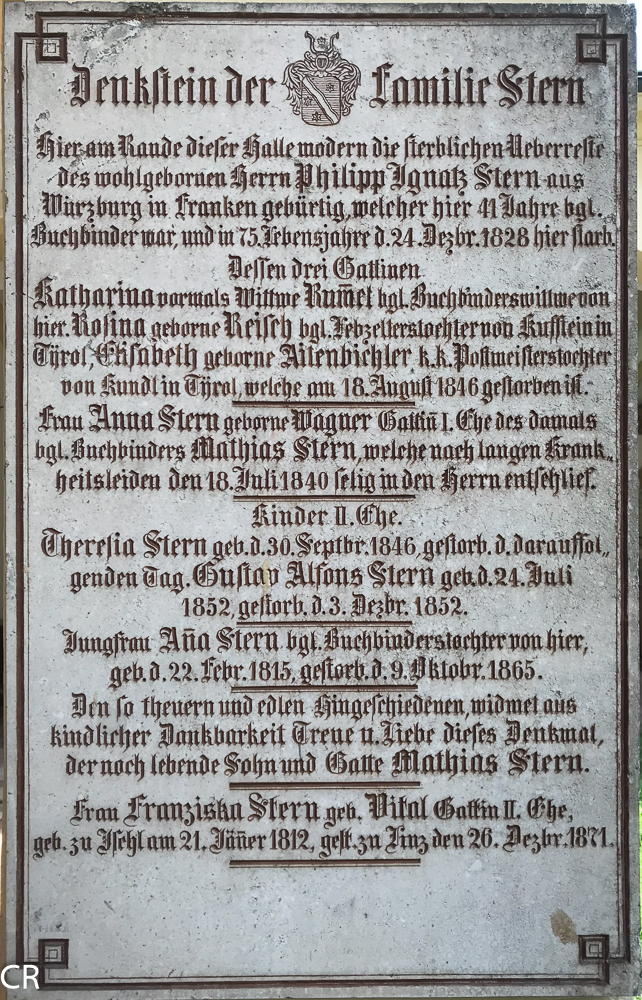 Denkstein der Familie Stern
Hier am Rande dieser Halle modern die sterblichen Ueberreste
des wohlgebornen Herrn Philipp Ignatz Stern aus
Würzburg in Franken gebürtig, welcher hier 41 Jahre bgl.
Buchbinder war, und in 75. Lebensjahre d. 24. Dezbr. 1828 hier starb.
Dessen drei Gattinen
Katharina vormals Wittwe Rum̅el bgl. Buchbinderswittwe von
hier. Rosina geborne Reisch bgl. Lebzelterstochter von Kufstein in
Tÿrol, Elisabeth geborne Aitenbichler k.k. Postmeisterstochter
von Kundl in Tÿrol, welche am 18. August 1846 gestorben ist.
Frau Anna Stern geborne Wagner Gattin̅ I. Ehe des damals
bgl. Buchbinders Mathias Stern, welche nach langen Krank„
heitsleiden den 18. Juli 1840 selig in den Herrn entschlief.
Kinder II. Ehe.
Theresia Stern geb. d. 30. Septbr. 1846, gestorb. d. darauffol„
genden Tag. Gustav Alfons Stern geb. d. 24. Juli
1852, gestorb. d. 3. Dezbr. 1852.
Jungfrau An̅a Stern bgl. Buchbinderstochter von hier,
geb. d. 22. Febr. 1815, gestorb. d. 9. Oktobr. 1865.
Den so theuern und edlen Hingeschiedenen, widmet aus
kindlicher Dankbarkeit Treue u. Liebe dieses Denkmal,
der noch lebende Sohn und Gatte Mathias Stern.
Frau Franziska Stern geb. Vital Gattin II. Ehe,
geb. zu Ischl am 21. Jän̅er 1812, gest. zu Linz den 26. Dezbr. 1871.
CR